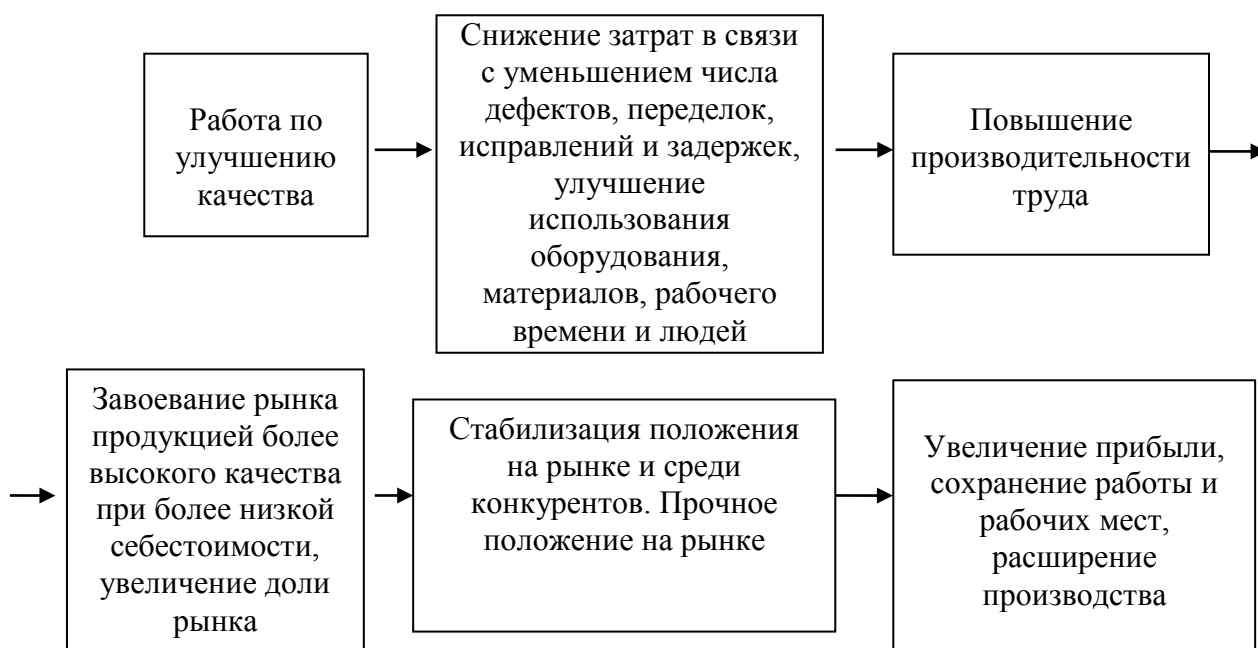 Работа по
улучшению
качества
Снижение затрат в связи
с уменьшением числа
дефектов, переделок,
исправлений и задержек,
улучшение
использования
оборудования,
материалов, рабочего
времени и людей
Повышение
производительности
труда
Завоевание рынка
продукцией более
высокого качества
при более низкой
себестоимости,
увеличение доли
рынка
Стабилизация положения
на рынке и среди
конкурентов. Прочное
положение на рынке
Увеличение прибыли,
сохранение работы и
рабочих мест,
расширение
производства